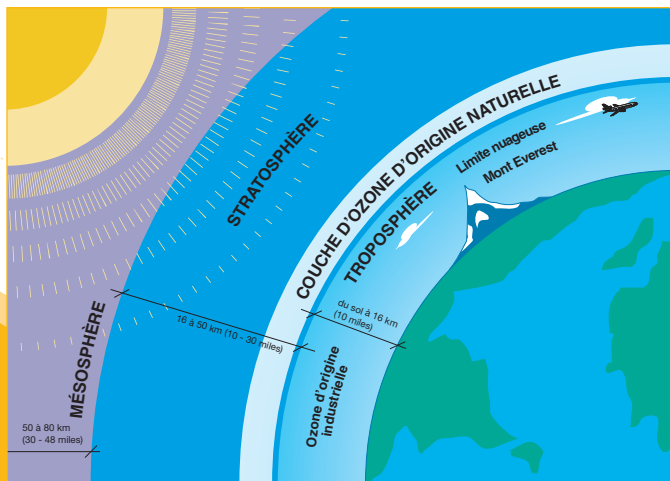 STRATOSPHÈRE
COUCHE D'OZONE D'ORIGINE NATURELLE
TROPOSPHÈRE
Limite nuageuse
Mont Everest
du sol à 16 km
(10 miles)
16 à 50 km (10 - 30 miles)
MÉSOSPHÈRE
Ozone d'origine
industrielle
50 à 80 km
(30 - 48 miles)